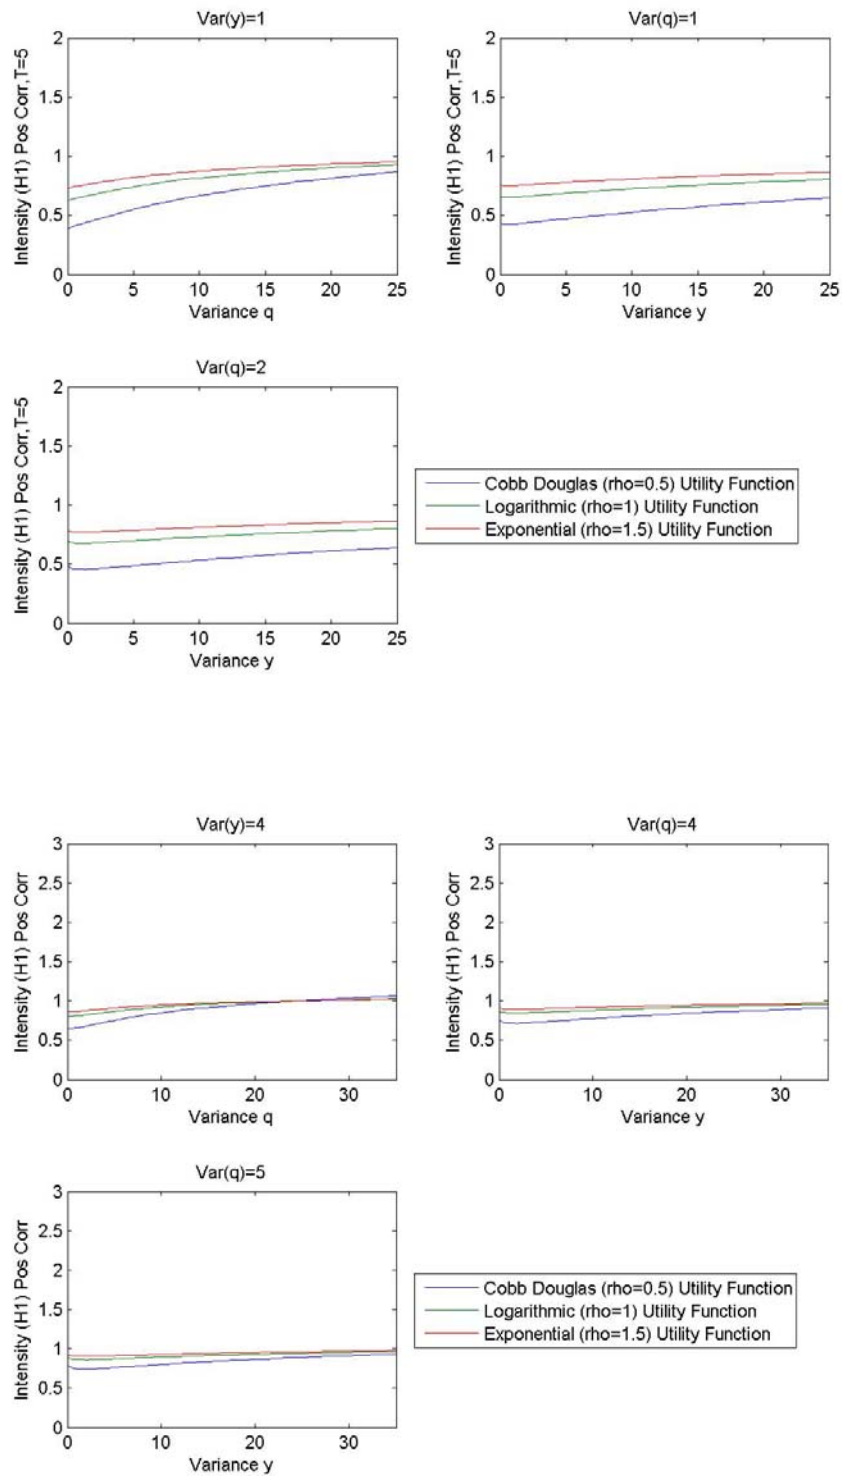 Var(y)=1
Intensity (H1) Pos Corr,T=5
2
1.5
1
0.5
0
0 5 10 15 20 25
Variance q
Var(q)=1
Intensity (H1) Pos Corr,T=5
2
1.5
1
0.5
0
0 5 10 15 20 25
Variance y
Var(q)=2
Intensity (H1) Pos Corr,T=5
2
1.5
1
0.5
0
0 5 10 15 20 25
Variance y
Cobb Douglas (rho=0.5) Utility Function
Logarithmic (rho=1) Utility Function
Exponential (rho=1.5) Utility Function
Var(y)=4
Intensity (H1) Pos Corr
3
2.5
2
1.5
1
0.5
0
0 10 20 30
Variance q
Var(q)=4
Intensity (H1) Pos Corr
3
2.5
2
1.5
1
0.5
0
0 10 20 30
Variance y
Var(q)=5
Intensity (H1) Pos Corr
3
2.5
2
1.5
1
0.5
0
0 10 20 30
Variance y
Cobb Douglas (rho=0.5) Utility Function
Logarithmic (rho=1) Utility Function
Exponential (rho=1.5) Utility Function